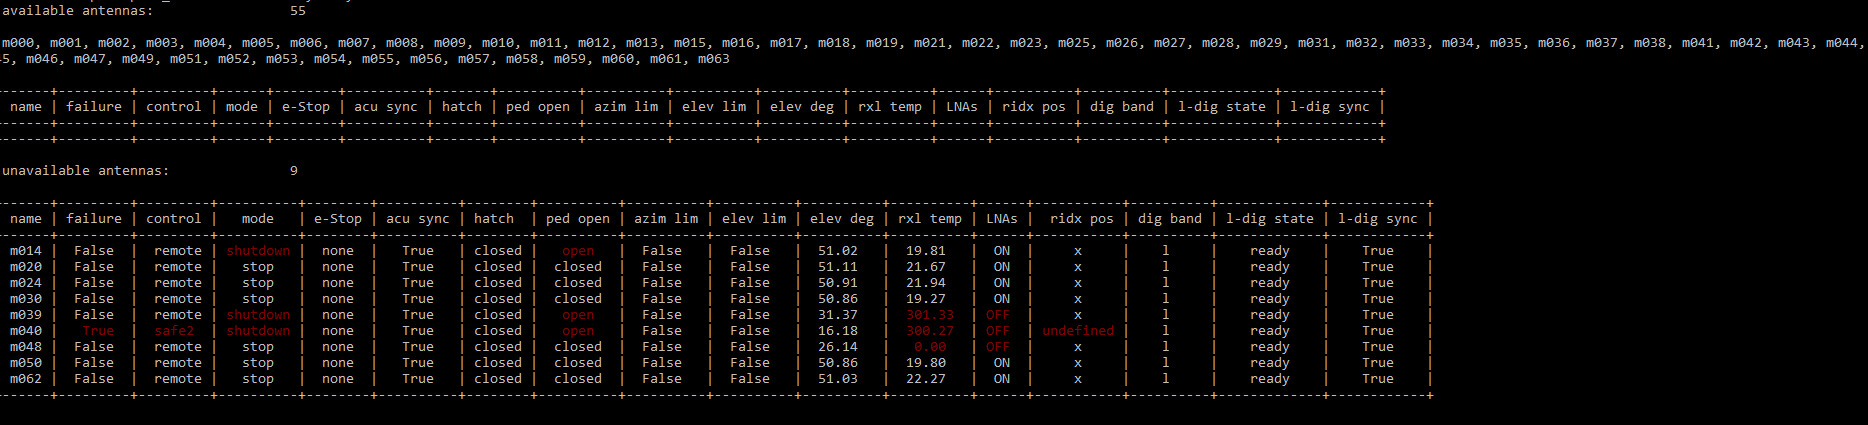 available antennas: 55
m000, m001, m002, m003, m004, m005, m006, m007, m008, m009, m010, m011, m012, m013, m015, m016, m017, m018, m019, m021, m022, m023, m025, m026, m027, m028, m029, m031, m032, m033, m034, m035, m036, m037, m038, m041, m042, m043, m044,
5, m046, m047, m049, m051, m052, m053, m054, m055, m056, m057, m058, m059, m060, m061, m063
name | failure | control | mode | e-Stop | acu sync | hatch | ped open | azim lim | elev lim | elev deg | rxl temp | LNAs | ridx pos | dig band | l-dig state | l-dig sync |
unavailable antennas: 9
name | failure | control | mode | e-Stop | acu sync | hatch | ped open | azim lim | elev lim | elev deg | rxl temp | LNAs | ridx pos | dig band | l-dig state | l-dig sync |
m014 | False | remote | shutdown | none | True | closed | open | False | False | 51.02 | 19.81 | ON | x | l | ready | True |
m020 | False | remote | stop | none | True | closed | closed | False | False | 51.11 | 21.67 | ON | x | l | ready | True |
m024 | False | remote | stop | none | True | closed | closed | False | False | 50.91 | 21.94 | ON | x | l | ready | True |
m030 | False | remote | stop | none | True | closed | closed | False | False | 50.86 | 19.27 | ON | x | l | ready | True |
m039 | False | remote | shutdown | none | True | closed | open | False | False | 31.37 | 301.33 | OFF | x | l | ready | True |
m040 | True | safe2 | shutdown | none | True | closed | open | False | False | 16.18 | 300.27 | OFF | undefined | l | ready | True |
m048 | False | remote | stop | none | True | closed | closed | False | False | 26.14 | 0.00 | OFF | x | l | ready | True |
m050 | False | remote | stop | none | True | closed | closed | False | False | 50.86 | 19.80 | ON | x | l | ready | True |
m062 | False | remote | stop | none | True | closed | closed | False | False | 51.03 | 22.27 | ON | x | l | ready | True |